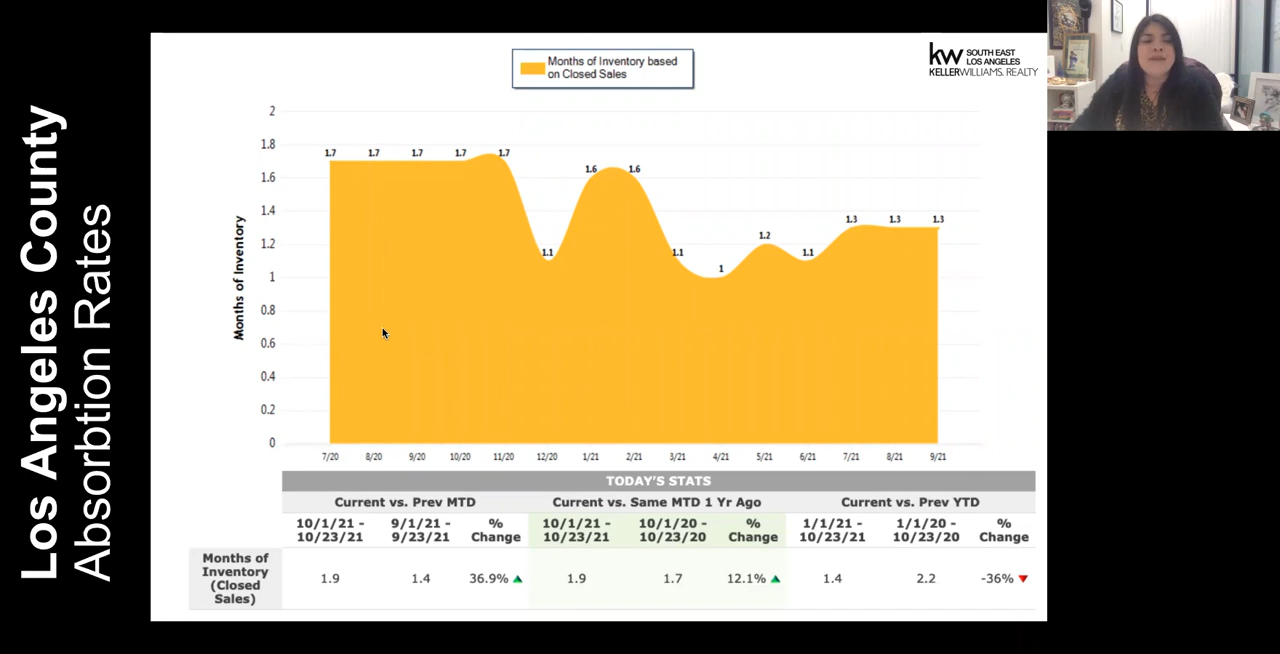 Los Angeles County
Absorbtion Rates
Months of Inventory based
on Closed Sales
kw SOUTH EAST
LOS ANGELES
KELLERWILLIAMS. REALTY
Months of Inventory
2
1.8
1.6
1.4
1.2
1
0.8
0.6
0.4
0.2
0
1.7 1.7 1.7 1.7 1.7 1.1 1.6 1.6 1.1 1 1.2 1.1 1.3 1.3 1.3
7/20 8/20 9/20 10/20 11/20 12/20 1/21 2/21 3/21 4/21 5/21 6/21 7/21 8/21 9/21
TODAY'S STATS
Current vs. Prev MTD Current vs. Same MTD 1 Yr Ago Current vs. Prev YTD
10/1/21 - 9/1/21 - % 10/1/21 - 10/1/20 - % 1/1/21 - 1/1/20 - %
10/23/21 9/23/21 Change 10/23/21 10/23/20 Change 10/23/21 10/23/20 Change
Months of
Inventory
(Closed
Sales)
1.9 1.4 36.9% 1.9 1.7 12.1% 1.4 2.2 -36%